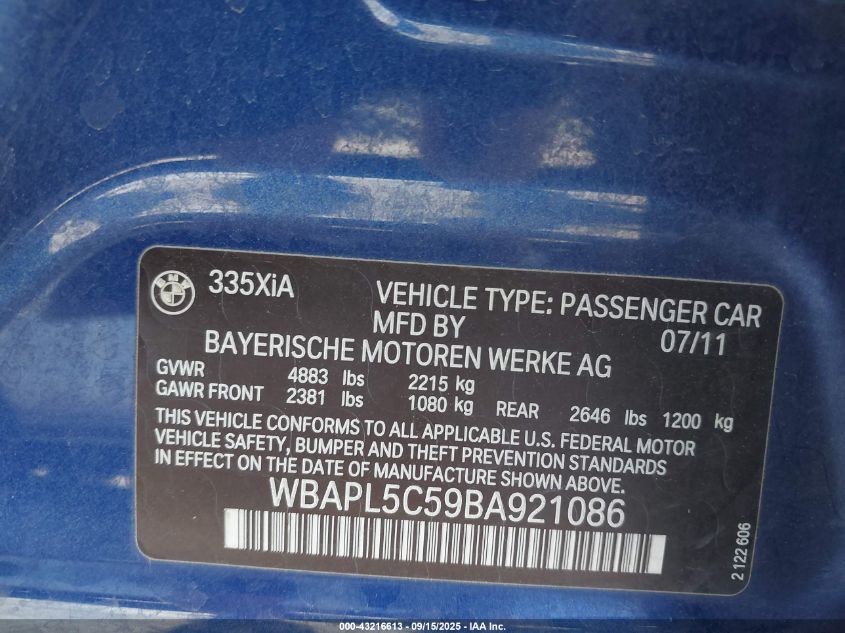 335XiA VEHICLE TYPE: PASSENGER CAR
MFD BY 07/11
BAYERISCHE MOTOREN WERKE AG
GVWR 4883 lbs 2215 kg
GAWR FRONT 2381 lbs 1080 kg REAR 2646 lbs 1200 kg
THIS VEHICLE CONFORMS TO ALL APPLICABLE U.S. FEDERAL MOTOR
VEHICLE SAFETY, BUMPER AND THEFT PREVENTION STANDARDS
IN EFFECT ON THE DATE OF MANUFACTURE SHOWN ABOVE.
WBAPL5C59BA921086
2 122 606
000-43216613 - 09/15/2025 - IAA Inc.